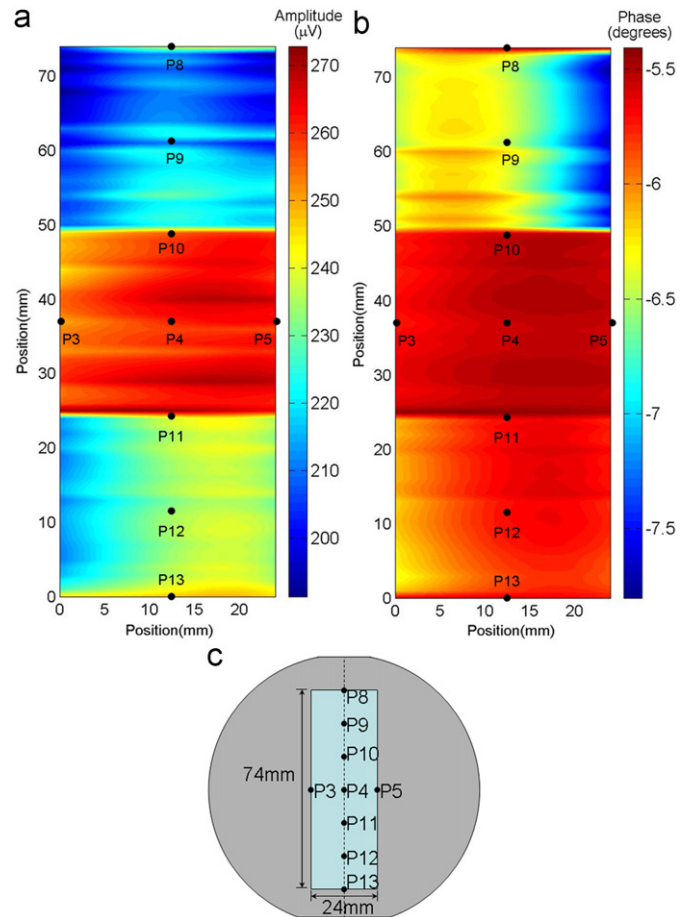 a
Amplitude
(μV)
b
Phase
(degrees)
70
60
50
40
30
20
10
0
Position(mm)
P8
P9
P10
P3
P4
P5
P11
P12
P13
0
5
10
15
20
Position(mm)
270
260
250
240
230
220
210
200
70
60
50
40
30
20
10
0
Position(mm)
P8
P9
P10
P3
P4
P5
P11
P12
P13
0
5
10
15
20
Position(mm)
-5.5
-6
-6.5
-7
-7.5
c
P8
P9
P10
74mm
P3
P4
P5
P11
P12
P13
24mm